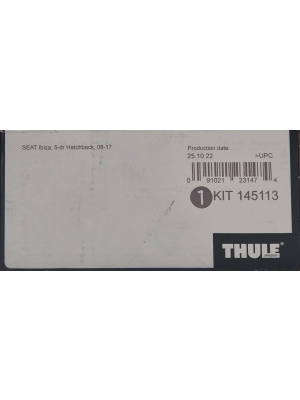 SEAT Ibiza, 5-dr Hatchback, 08-17
Production date:
25.10.22 >UPC
0 91021 23147 4
1 KIT 145113
THULE